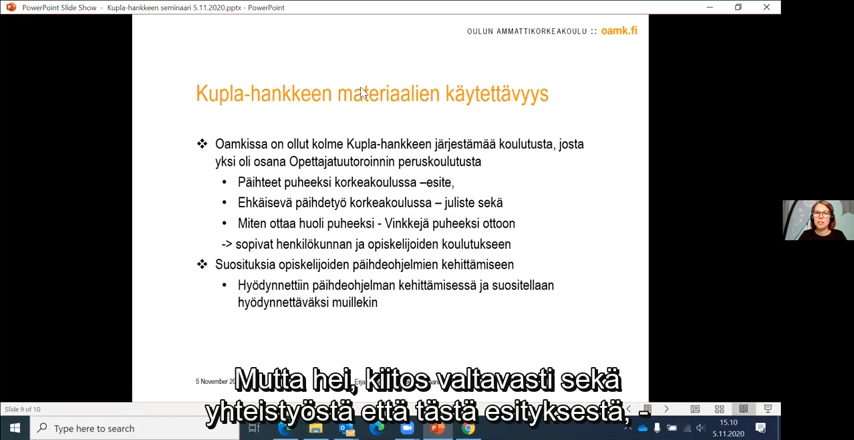 PowerPoint Slide Show - Kupla-hankkeen seminaari 5.11.2020.pptx - PowerPoint
OULUN AMMATTIKORKEAKOULU :: oamk.fi
Kupla-hankkeen materiaalien käytettävyys
❖ Oamkissa on ollut kolme Kupla-hankkeen järjestämää koulutusta, josta
yksi oli osana Opettajatuutoroinnin peruskoulutusta
• Päihteet puheeksi korkeakoulussa –esite,
• Ehkäisevä päihdetyö korkeakoulussa – juliste sekä
• Miten ottaa huoli puheeksi - Vinkkejä puheeksi ottoon
-> sopivat henkilökunnan ja opiskelijoiden koulutukseen
❖ Suosituksia opiskelijoiden päihdeohjelmien kehittämiseen
• Hyödynnettiin päihdeohjelman kehittämisessä ja suositellaan
hyödynnettäväksi muillekin
5 November 20
Mutta hei, kiitos valtavasti sekä
yhteistyöstä että tästä esityksestä, -
Slide 9 of 10
Type here to search
15.10
5.11.2020